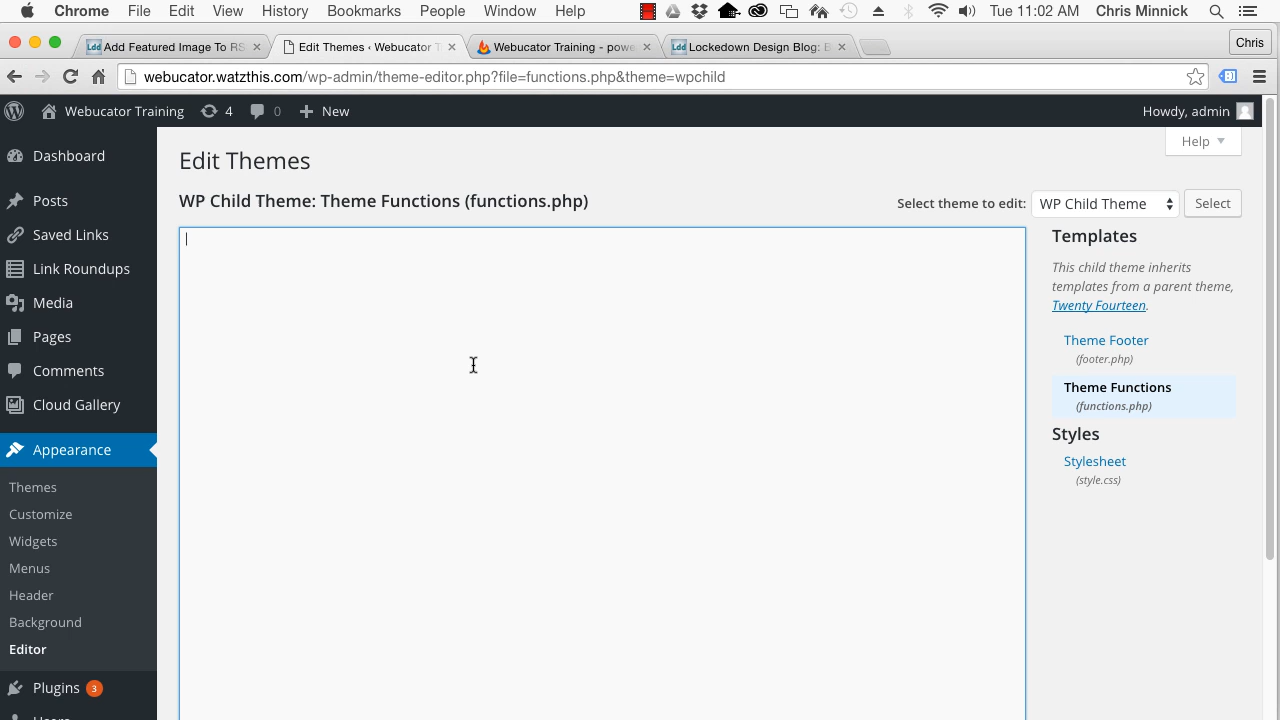 Chrome File Edit View History Bookmarks People Window Help Tue 11:02 AM Chris Minnick
Add Featured Image To RS Edit Themes ‹ Webucator T Webucator Training - powe Lockedown Design Blog: B Chris
webucator.watzthis.com/wp-admin/theme-editor.php?file=functions.php&theme=wpchild
Webucator Training 4 0 + New Howdy, admin
Help
Dashboard
Posts
Saved Links
Link Roundups
Media
Pages
Comments
Cloud Gallery
Appearance
Themes
Customize
Widgets
Menus
Header
Background
Editor
Plugins 3
Edit Themes
WP Child Theme: Theme Functions (functions.php)
Select theme to edit: WP Child Theme Select
Templates
This child theme inherits
templates from a parent theme,
Twenty Fourteen.
Theme Footer
(footer.php)
Theme Functions
(functions.php)
Styles
Stylesheet
(style.css)